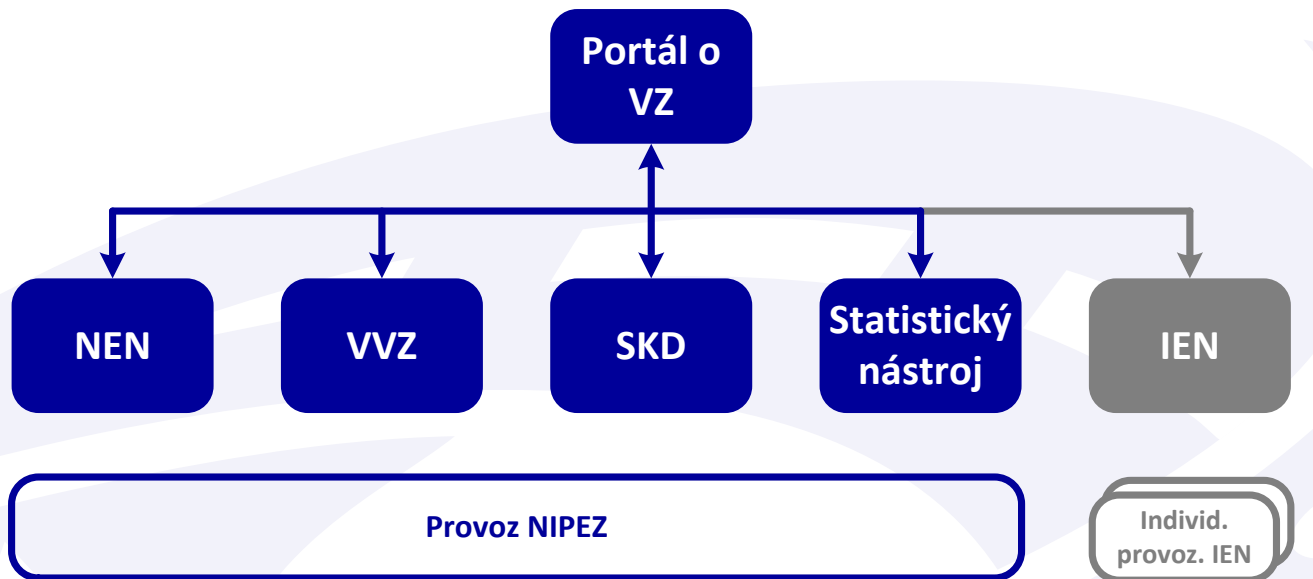 Portál o
VZ
NEN
VVZ
SKD
Statistický
nástroj
IEN
Provoz NIPEZ
Individ.
provoz. IEN